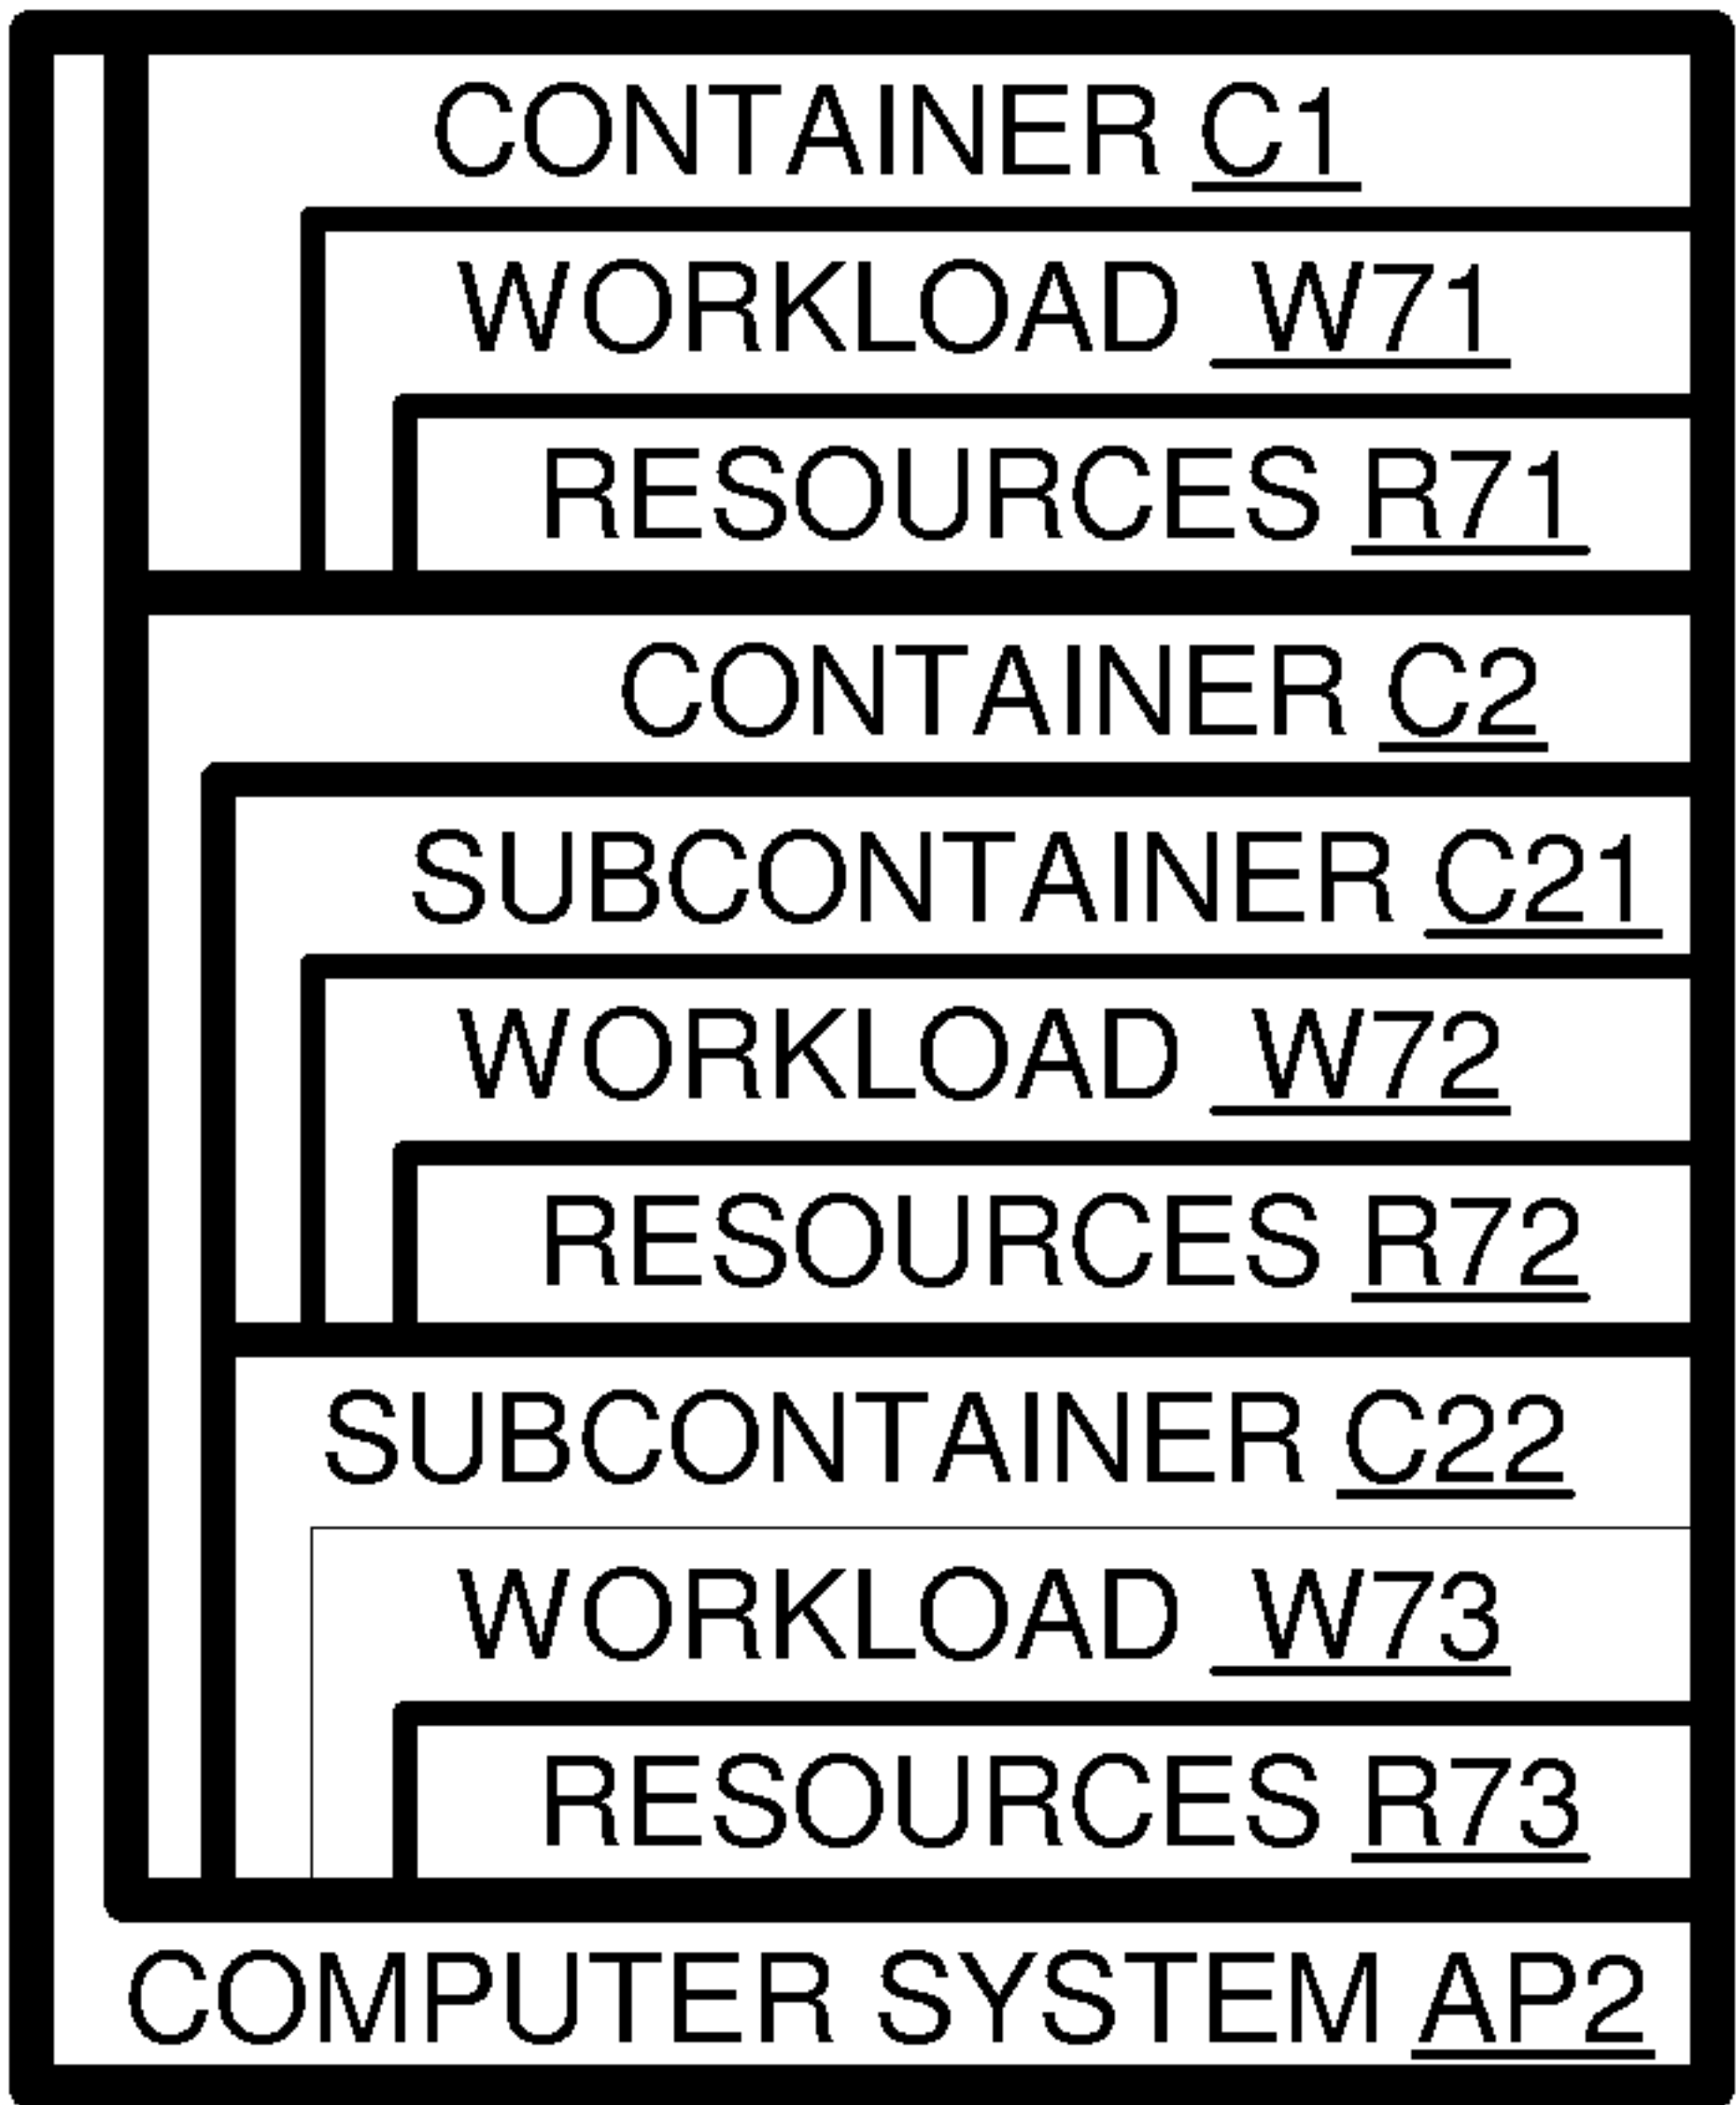 CONTAINER C1
WORKLOAD W71
RESOURCES R71
CONTAINER C2
SUBCONTAINER C21
WORKLOAD W72
RESOURCES R72
SUBCONTAINER C22
WORKLOAD W73
RESOURCES R73
COMPUTER SYSTEM AP2